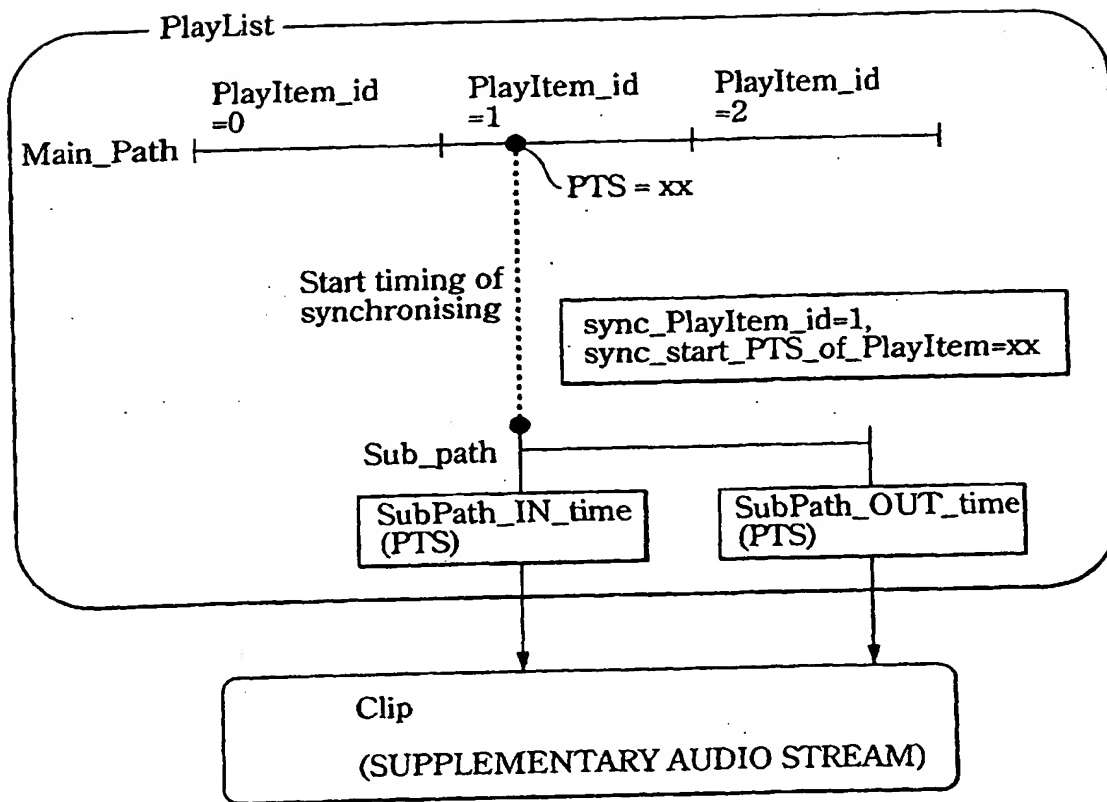 PlayList
PlayItem_id
=0
PlayItem_id
=1
PlayItem_id
=2
Main_Path
PTS = xx
Start timing of
synchronising
sync_PlayItem_id=1,
sync_start_PTS_of_PlayItem=xx
Sub_path
SubPath_IN_time
(PTS)
SubPath_OUT_time
(PTS)
Clip
(SUPPLEMENTARY AUDIO STREAM)